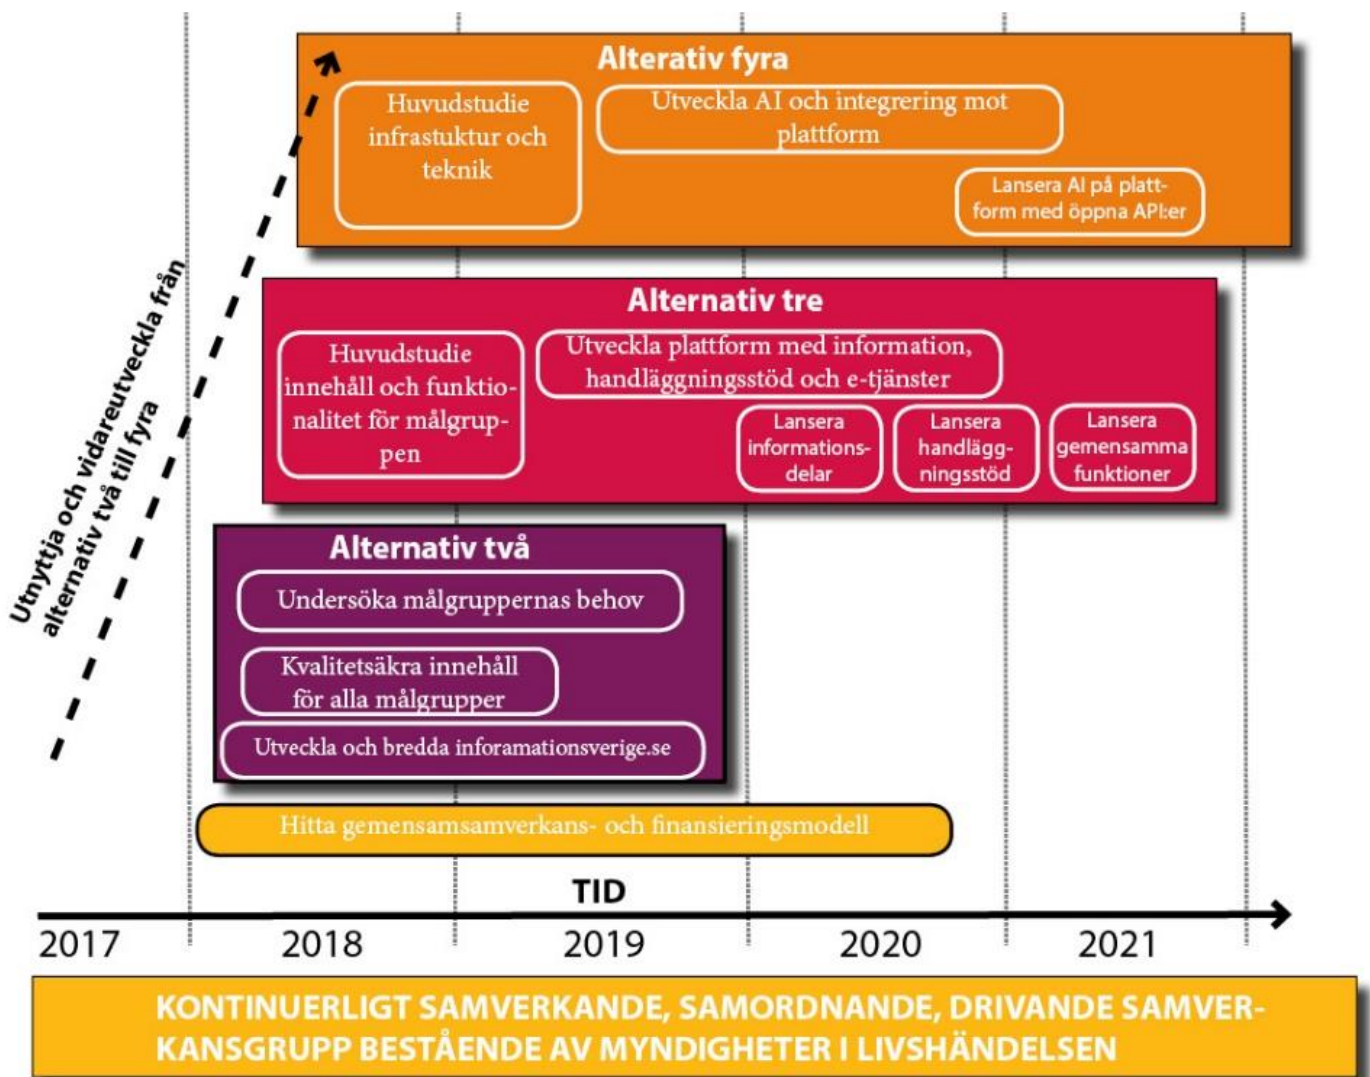 Alterativ fyra
Huvudstudie
infrastuktur och
teknik
Utveckla AI och integrering mot
plattform
Lansera AI på platt-
form med öppna API:er
Utnyttja och vidareutveckla från
alternativ två till fyra
Alternativ tre
Huvudstudie
innehåll och funktio-
nalitet för målgrup-
pen
Utveckla plattform med information,
handläggningsstöd och e-tjänster
Lansera
informations-
delar
Lansera
handlägg-
ningsstöd
Lansera
gemensamma
funktioner
Alternativ två
Undersöka målgruppernas behov
Kvalitetsäkra innehåll
för alla målgrupper
Utveckla och bredda inforamationsverige.se
Hitta gemensamsamverkans- och finansieringsmodell
TID
2017 2018 2019 2020 2021
KONTINUERLIGT SAMVERKANDE, SAMORDNANDE, DRIVANDE SAMVER-
KANSGRUPP BESTÅENDE AV MYNDIGHETER I LIVSHÄNDELSEN